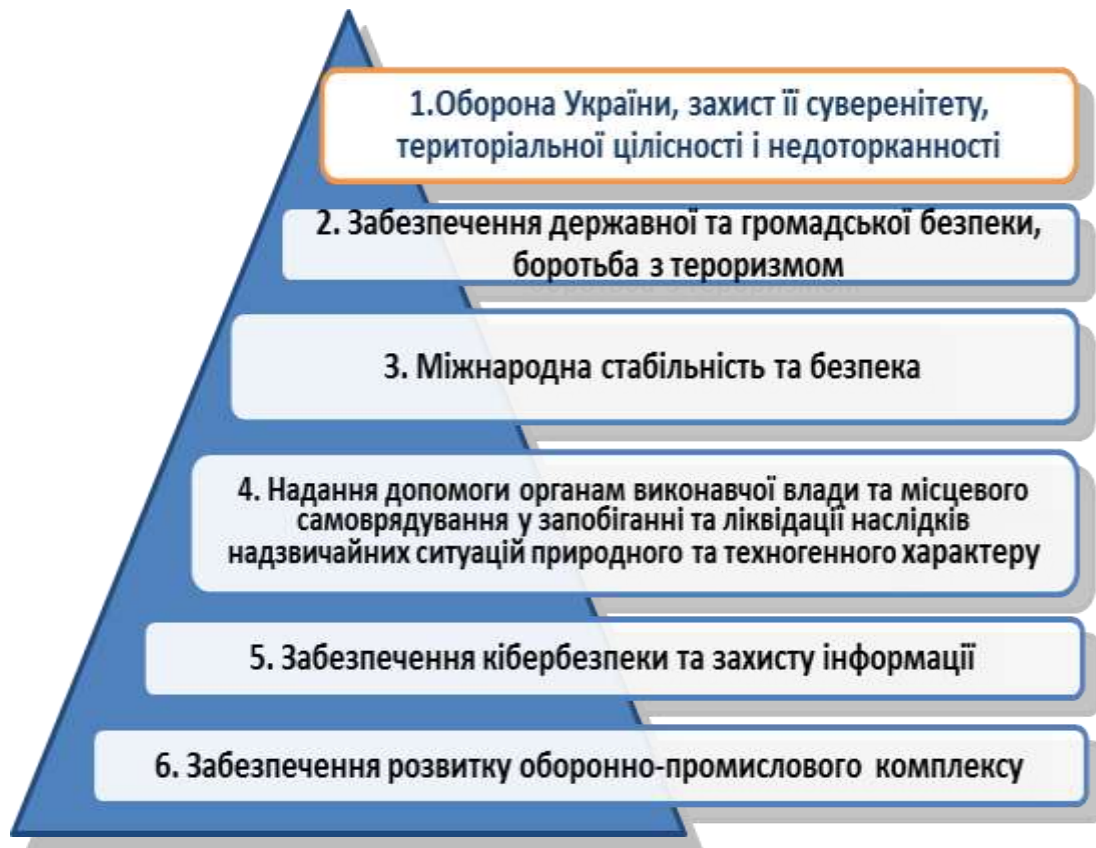 1.Оборона України, захист її суверенітету,
територіальної цілісності і недоторканності
2. Забезпечення державної та громадської безпеки,
боротьба з тероризмом
3. Міжнародна стабільність та безпека
4. Надання допомоги органам виконавчої влади та місцевого
самоврядування у запобіганні та ліквідації наслідків
надзвичайних ситуацій природного та техногенного характеру
5. Забезпечення кібербезпеки та захисту інформації
6. Забезпечення розвитку оборонно-промислового комплексу